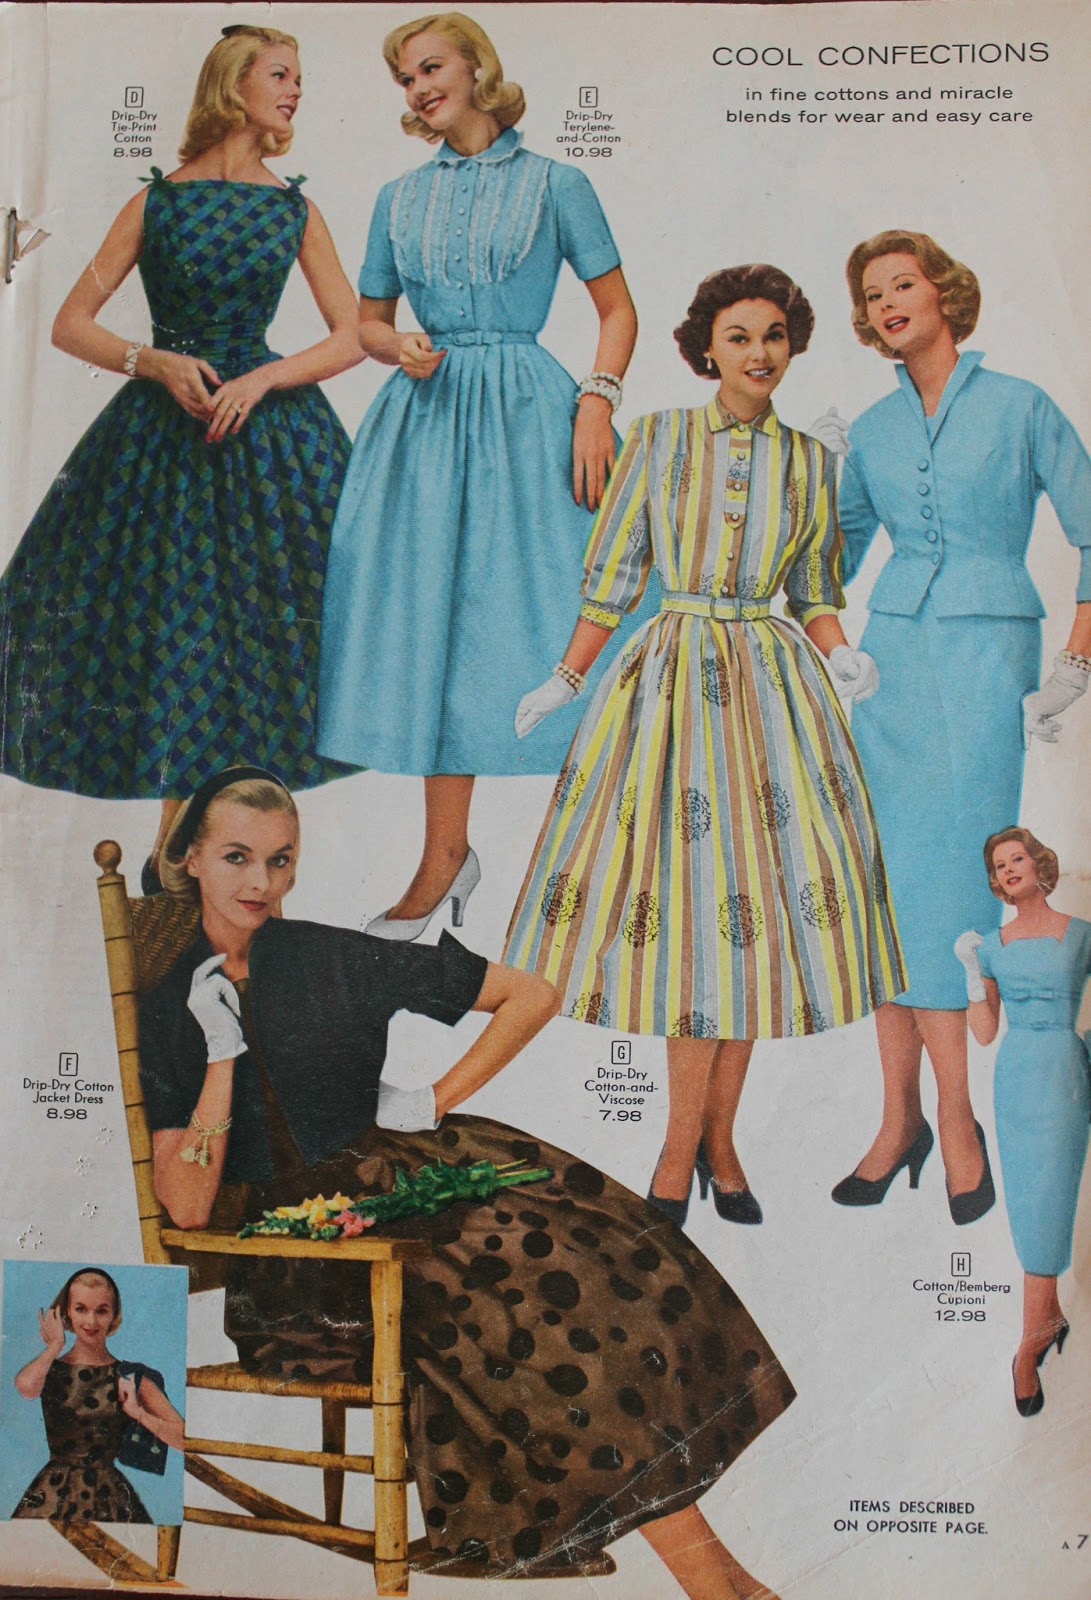 COOL CONFECTIONS
in fine cottons and miracle
blends for wear and easy care
D
Drip-Dry
Tie-Print
Cotton
8.98
E
Drip-Dry
Terylene-
and-Cotton
10.98
F
Drip-Dry Cotton
Jacket Dress
8.98
G
Drip-Dry
Cotton-and-
Viscose
7.98
H
Cotton/Bemberg
Cupioni
12.98
ITEMS DESCRIBED
ON OPPOSITE PAGE.
A 7